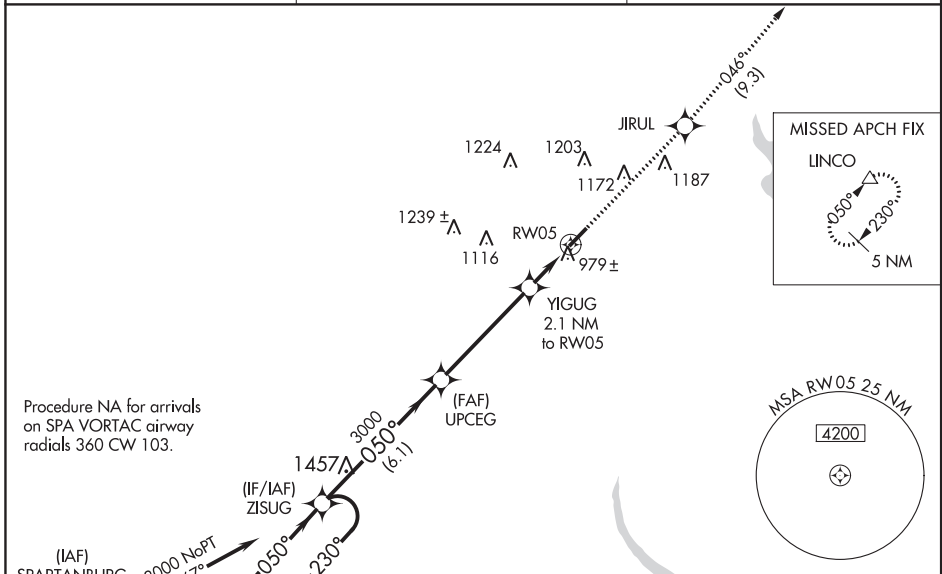 046°
(9.3)
JIRUL
MISSED APCH FIX
LINCO
050°
230°
5 NM
1224
1203
1172
1187
1239 ±
1116
RW05
979 ±
YIGUG
2.1 NM
to RW05
(FAF)
UPCEG
Procedure NA for arrivals
on SPA VORTAC airway
radials 360 CW 103.
3000
050°
(6.1)
1457
(IF/IAF)
ZISUG
MSA RW05 25 NM
4200
050°
230°
(IAF)
SPARTANBURG
NoPT